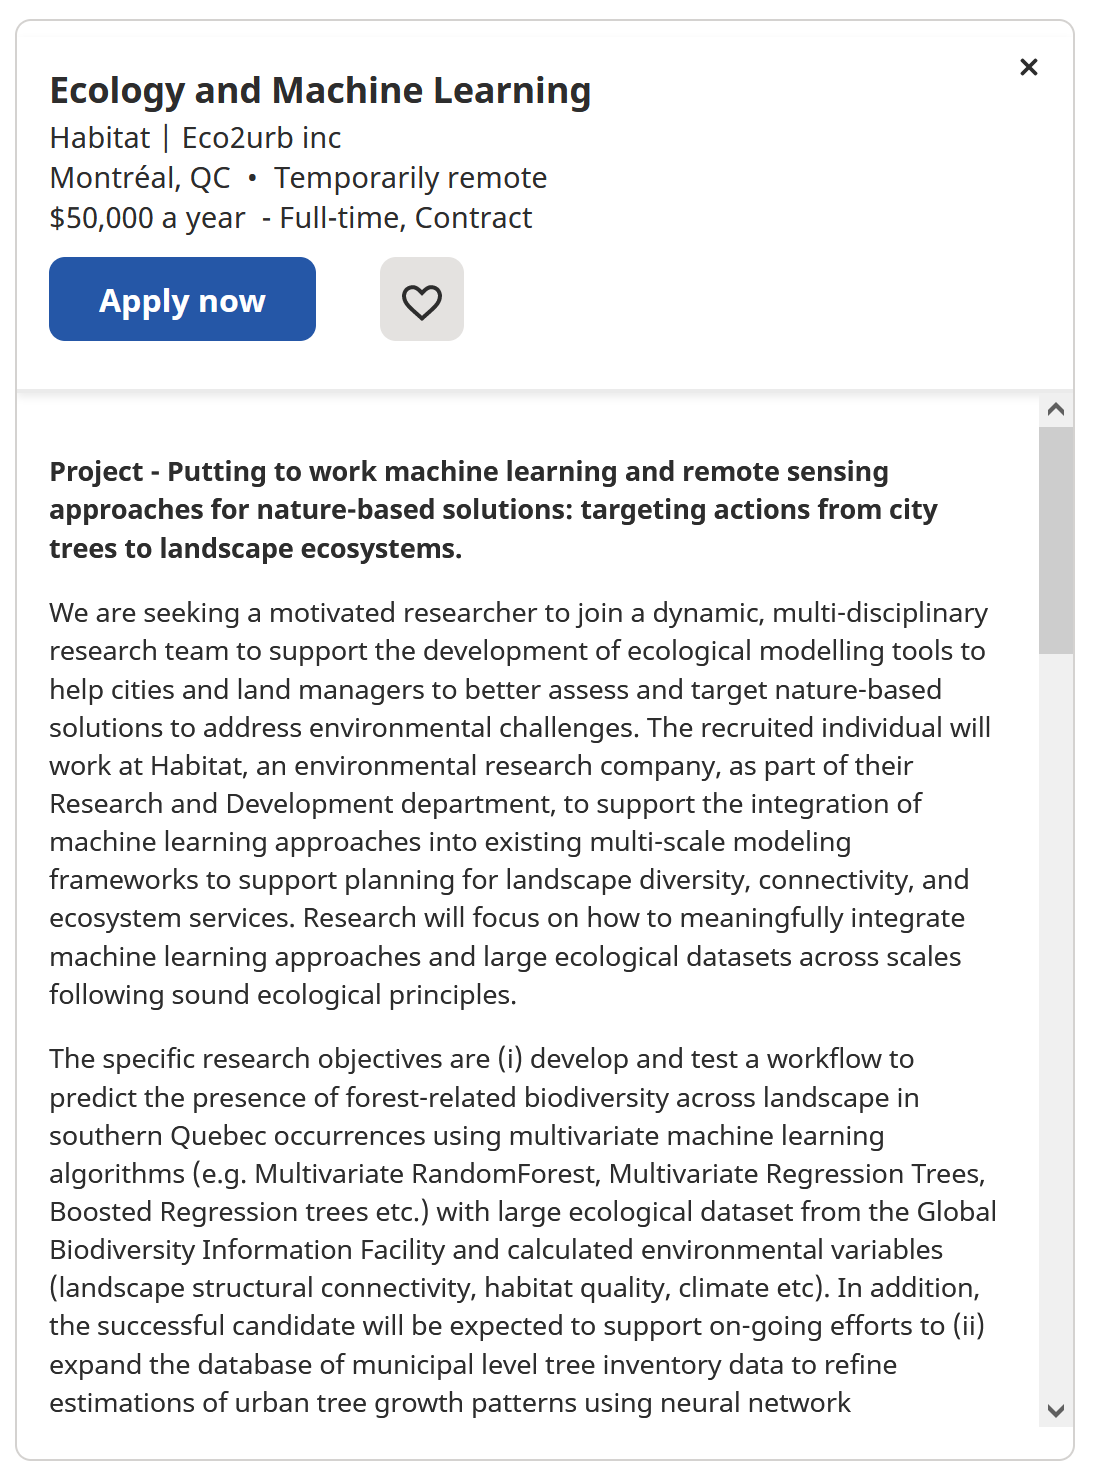 Ecology and Machine Learning
Habitat | Eco2urb inc
Montréal, QC • Temporarily remote
$50,000 a year - Full-time, Contract
Apply now
Project - Putting to work machine learning and remote sensing
approaches for nature-based solutions: targeting actions from city
trees to landscape ecosystems.
We are seeking a motivated researcher to join a dynamic, multi-disciplinary
research team to support the development of ecological modelling tools to
help cities and land managers to better assess and target nature-based
solutions to address environmental challenges. The recruited individual will
work at Habitat, an environmental research company, as part of their
Research and Development department, to support the integration of
machine learning approaches into existing multi-scale modeling
frameworks to support planning for landscape diversity, connectivity, and
ecosystem services. Research will focus on how to meaningfully integrate
machine learning approaches and large ecological datasets across scales
following sound ecological principles.
The specific research objectives are (i) develop and test a workflow to
predict the presence of forest-related biodiversity across landscape in
southern Quebec occurrences using multivariate machine learning
algorithms (e.g. Multivariate RandomForest, Multivariate Regression Trees,
Boosted Regression trees etc.) with large ecological dataset from the Global
Biodiversity Information Facility and calculated environmental variables
(landscape structural connectivity, habitat quality, climate etc). In addition,
the successful candidate will be expected to support on-going efforts to (ii)
expand the database of municipal level tree inventory data to refine
estimations of urban tree growth patterns using neural network